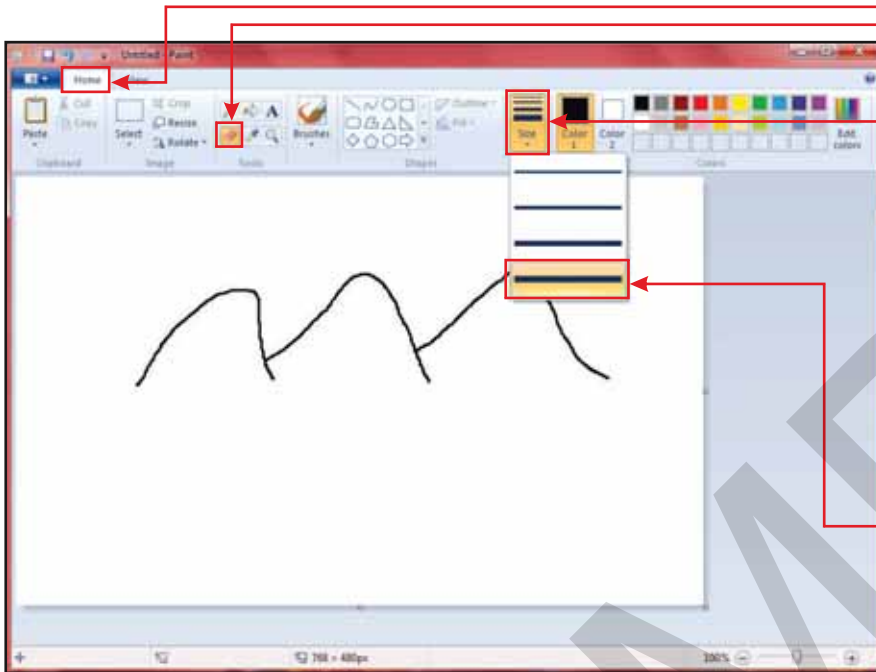 Untitled - Paint
Home
Cut
Copy
Paste
Clipboard
Select
Crop
Resize
Rotate
Image
A
Tools
Brushes
Outline
Fill
Shapes
Size
Color 1
Color 2
Edit colors
Colors
768 × 480px
100%